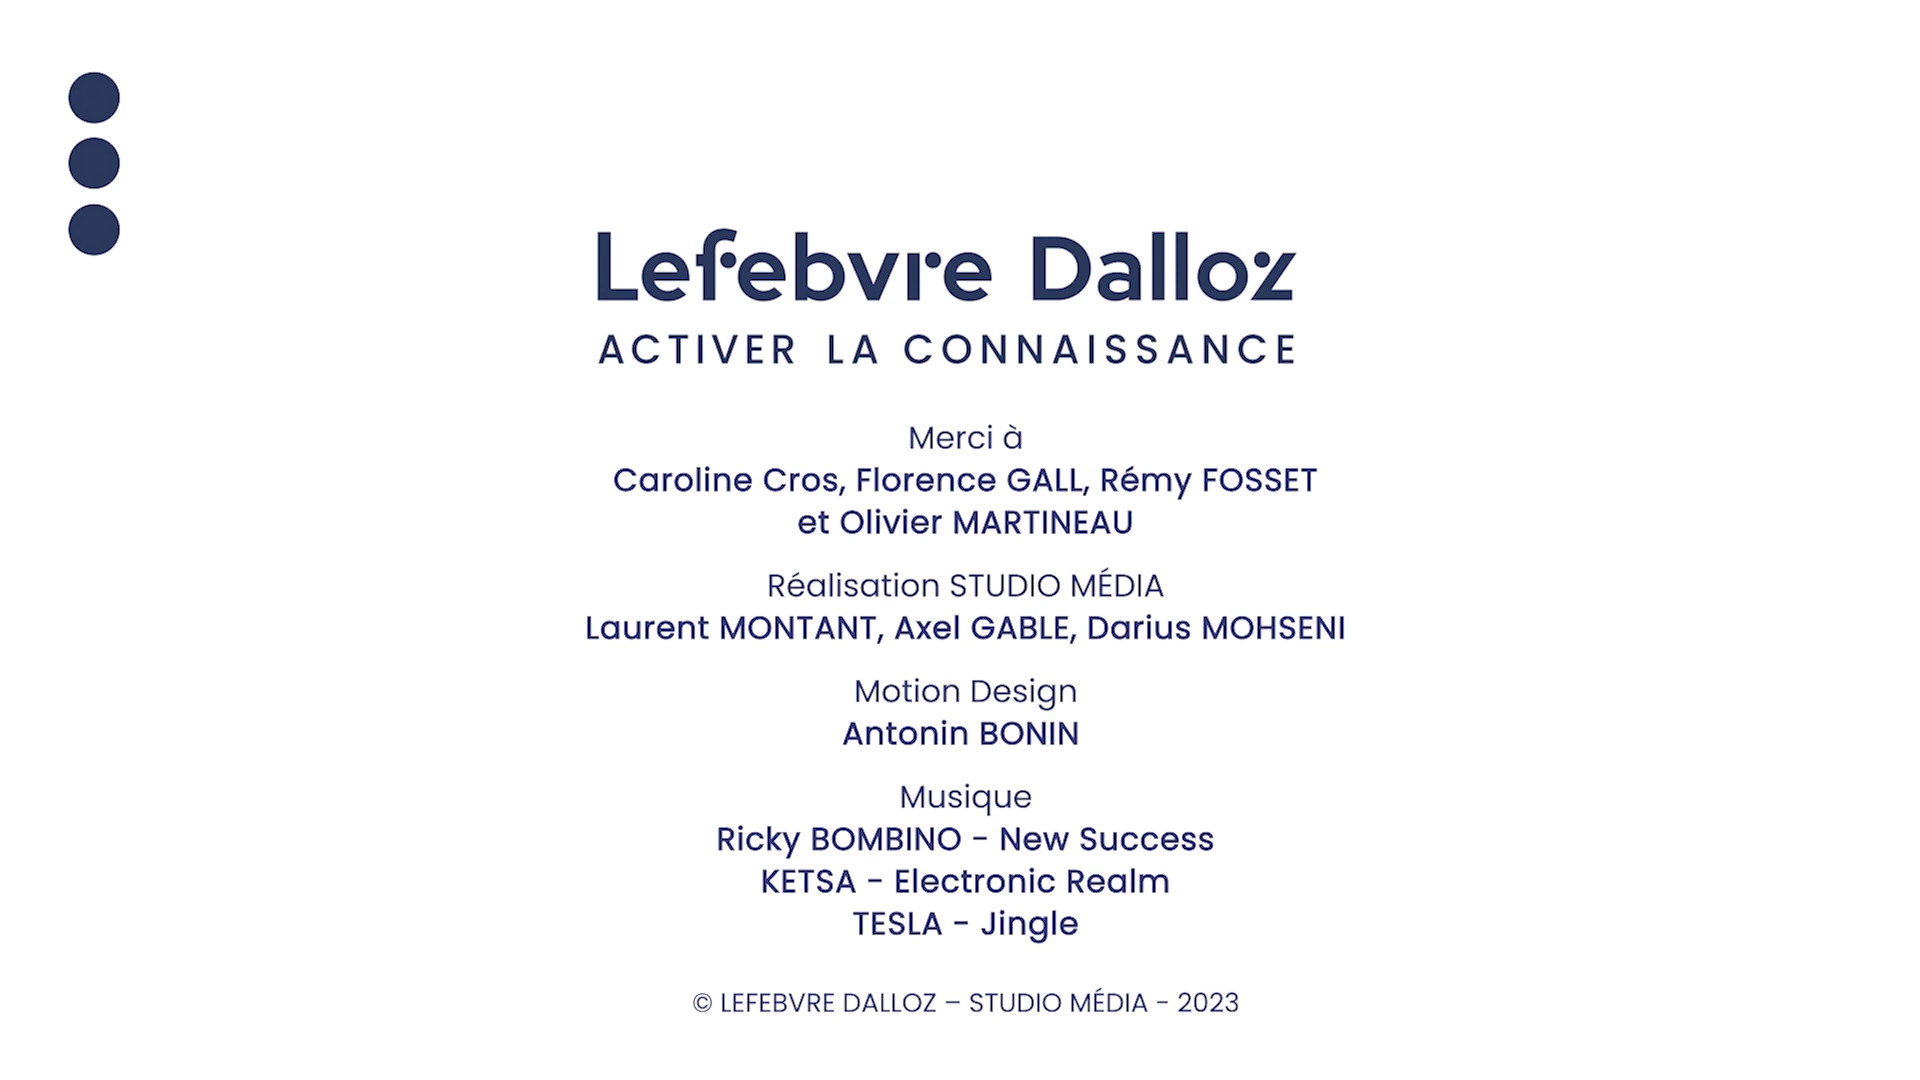 Lefebvre Dalloz
ACTIVER LA CONNAISSANCE
Merci à
Caroline Cros, Florence GALL, Rémy FOSSET
et Olivier MARTINEAU
Réalisation STUDIO MÉDIA
Laurent MONTANT, Axel GABLE, Darius MOHSENI
Motion Design
Antonin BONIN
Musique
Ricky BOMBINO - New Success
KETSA - Electronic Realm
TESLA - Jingle
© LEFEBVRE DALLOZ – STUDIO MÉDIA - 2023